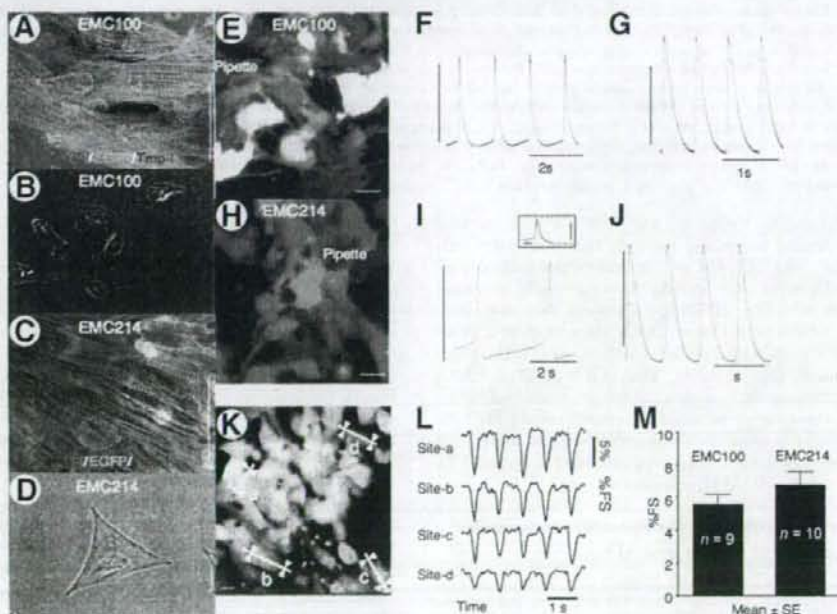 A
EMC100
/Tmp-I
B
EMC100
C
EMC214
/EGFP/
D
EMC214
E
EMC100
Pipette
H
EMC214
Pipette
K
d
b
c
F
2s
G
1s
I
2 s
J
s
L
Site-a
Site-b
Site-c
Site-d
5%
%FS
Time
1 s
M
EMC100
EMC214
10
8
6
4
2
0
%FS
n = 9
n = 10
Mean ± SE